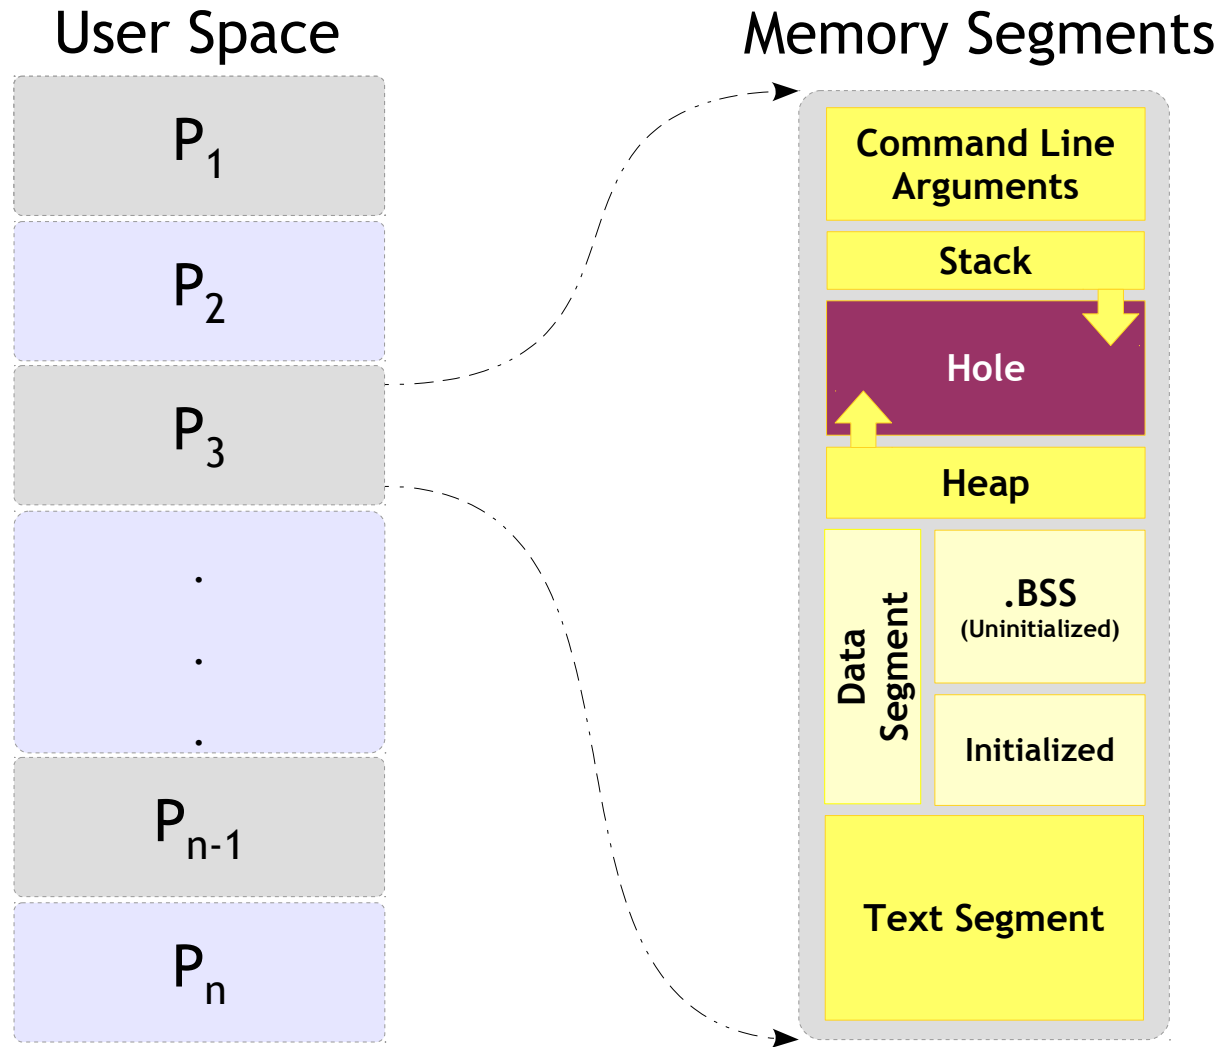 User Space
P1
P2
P3
.
.
.
Pn-1
Pn
Memory Segments
Command Line
Arguments
Stack
Hole
Heap
Data
Segment
.BSS
(Uninitialized)
Initialized
Text Segment